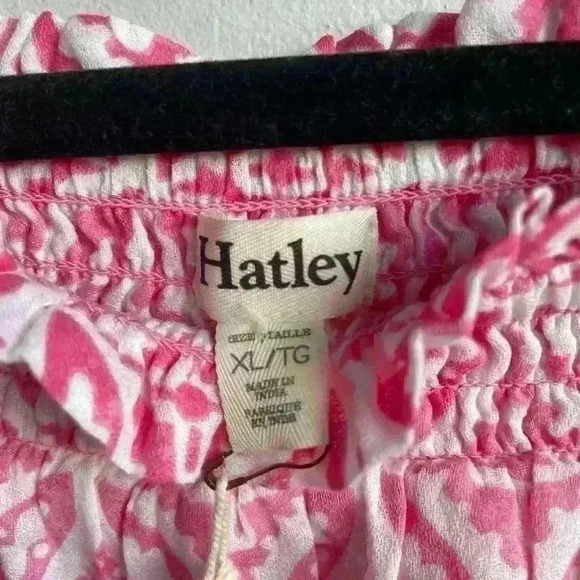 Hatley
SIZE • TAILLE
XL/TG
MADE IN
INDIA
FABRIQUÉ
EN INDE